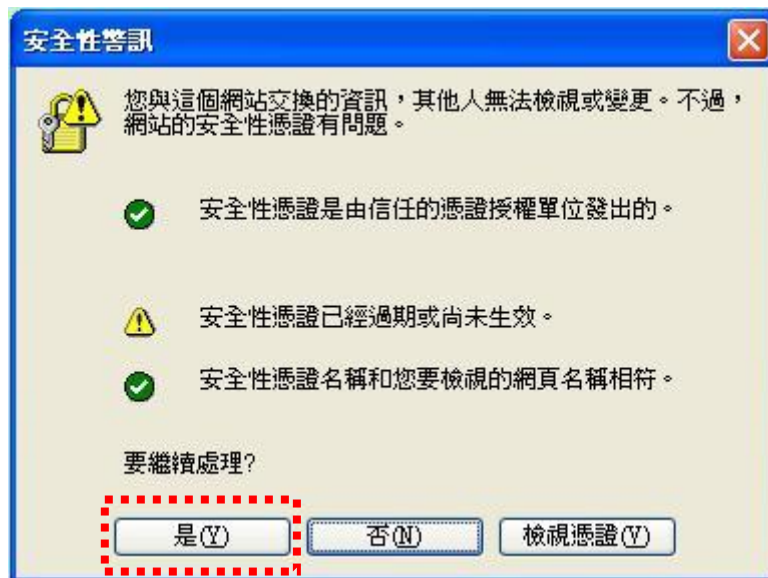 安全性警訊
您與這個網站交換的資訊，其他人無法檢視或變更。不過，
網站的安全性憑證有問題。
安全性憑證是由信任的憑證授權單位發出的。
安全性憑證已經過期或尚未生效。
安全性憑證名稱和您要檢視的網頁名稱相符。
要繼續處理?
是(Y) 否(N) 檢視憑證(V)